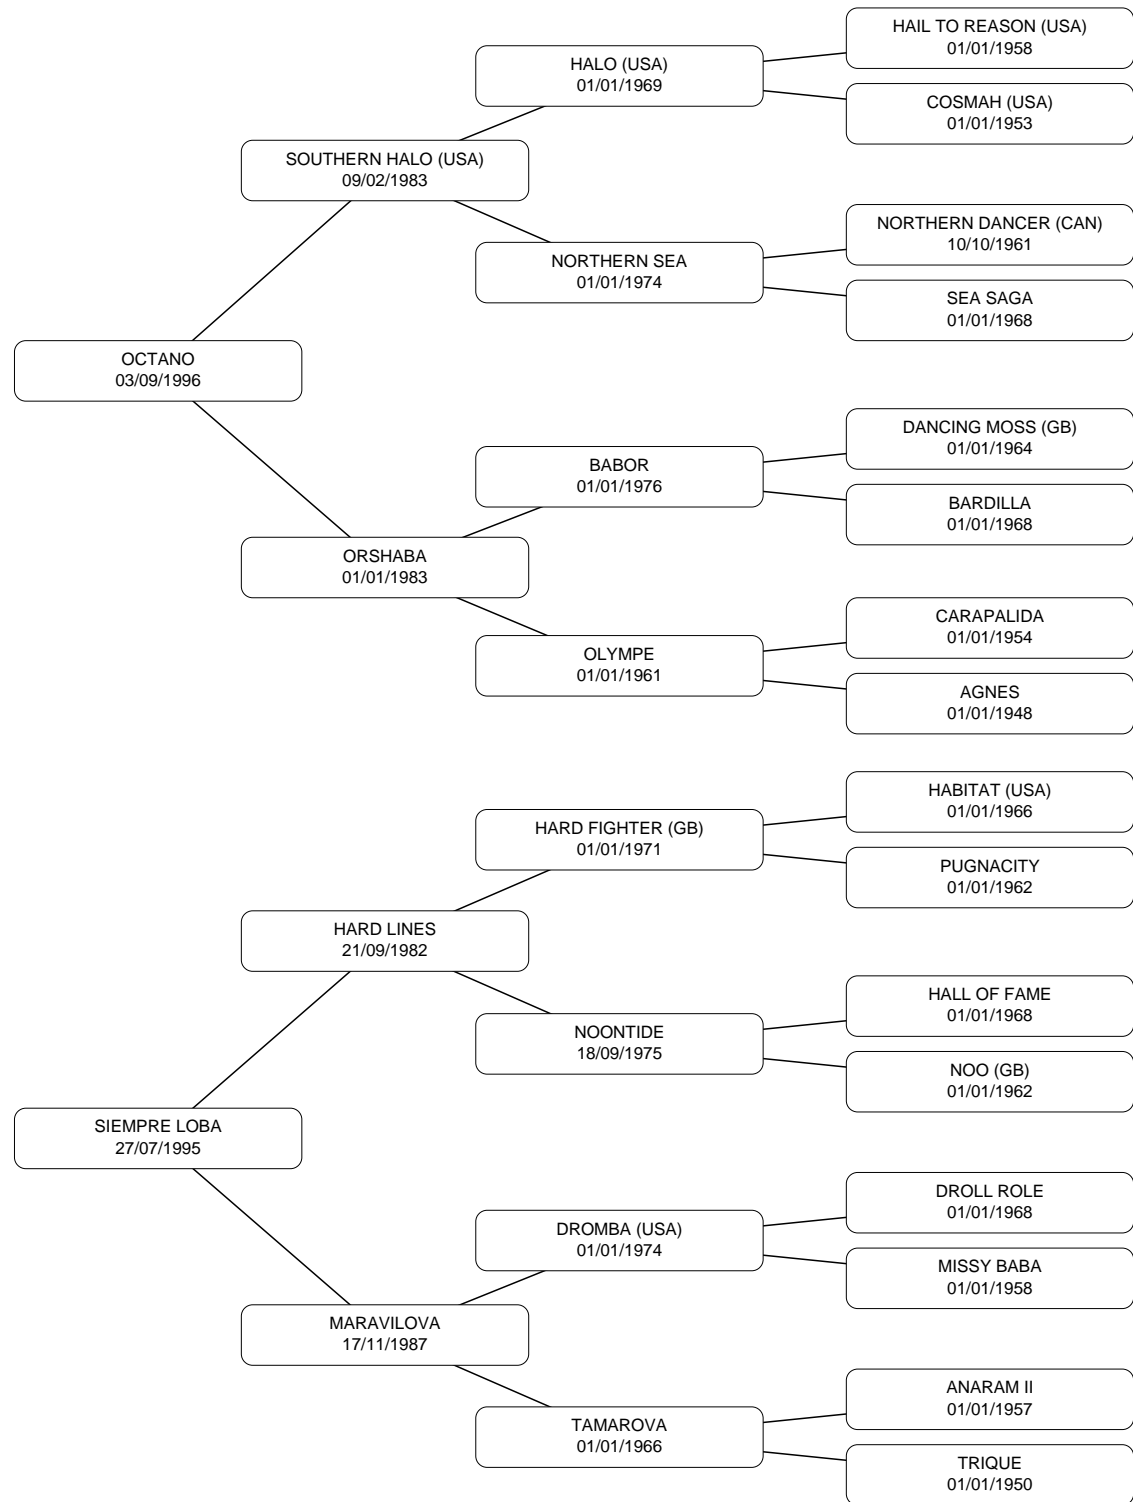 HAIL TO REASON (USA)
01/01/1958
HALO (USA)
01/01/1969
COSMAH (USA)
01/01/1953
SOUTHERN HALO (USA)
09/02/1983
NORTHERN DANCER (CAN)
10/10/1961
NORTHERN SEA
01/01/1974
SEA SAGA
01/01/1968
OCTANO
03/09/1996
DANCING MOSS (GB)
01/01/1964
BABOR
01/01/1976
BARDILLA
01/01/1968
ORSHABA
01/01/1983
CARAPALIDA
01/01/1954
OLYMPE
01/01/1961
AGNES
01/01/1948
HABITAT (USA)
01/01/1966
HARD FIGHTER (GB)
01/01/1971
PUGNACITY
01/01/1962
HARD LINES
21/09/1982
HALL OF FAME
01/01/1968
NOONTIDE
18/09/1975
NOO (GB)
01/01/1962
SIEMPRE LOBA
27/07/1995
DROLL ROLE
01/01/1968
DROMBA (USA)
01/01/1974
MISSY BABA
01/01/1958
MARAVILOVA
17/11/1987
ANARAM II
01/01/1957
TAMAROVA
01/01/1966
TRIQUE
01/01/1950